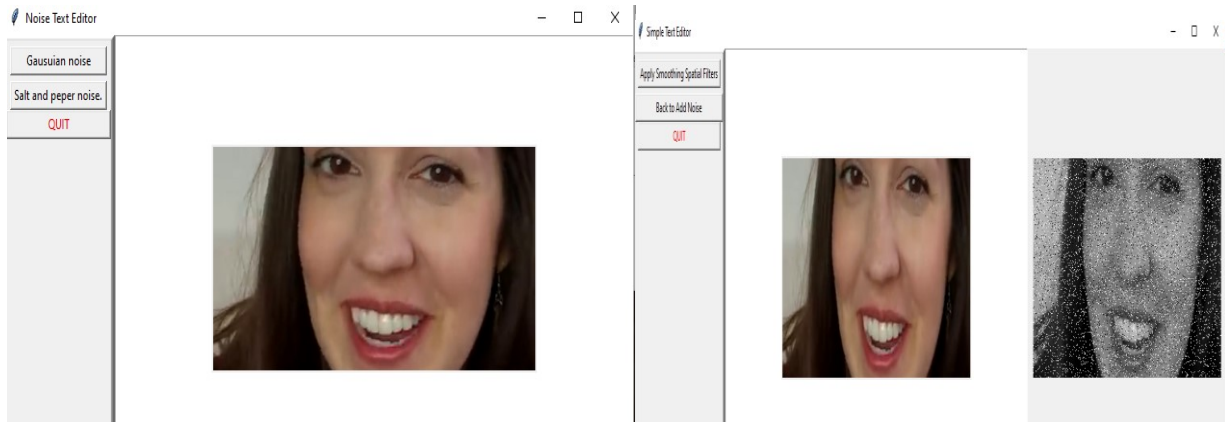 Noise Text Editor
Gausuian noise
Salt and peper noise.
QUIT
Simple Text Editor
Apply Smoothing Spatial Filters
Back to Add Noise
QUIT